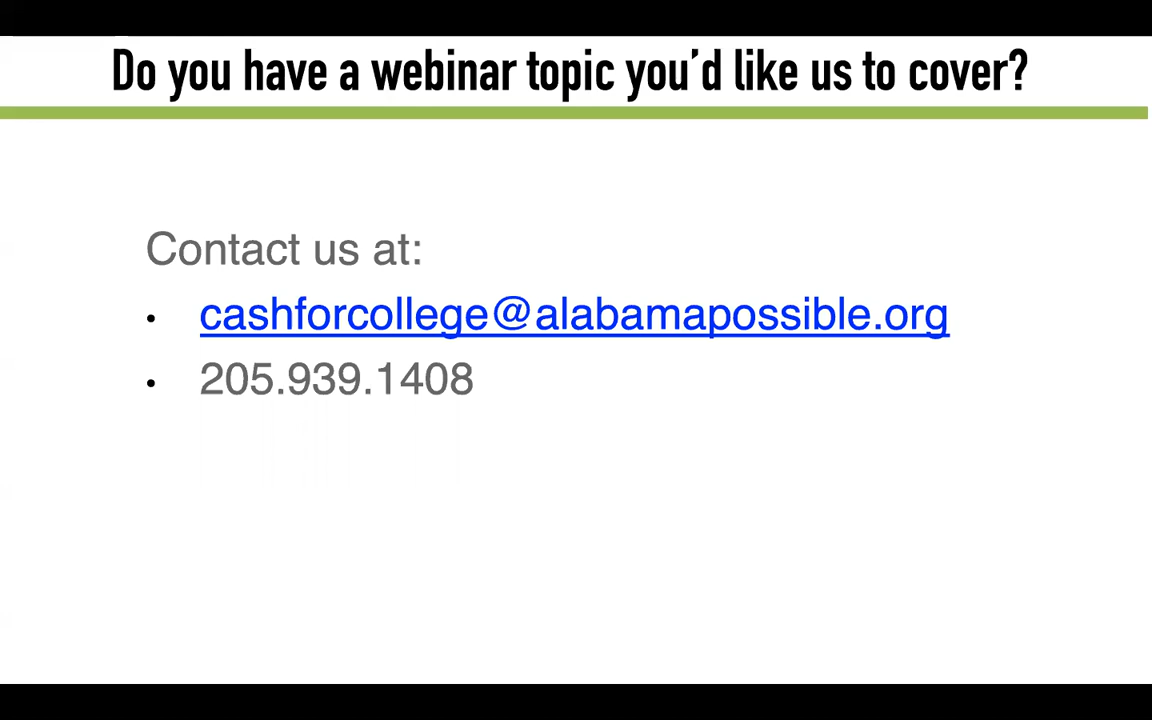 Do you have a webinar topic you’d like us to cover?
Contact us at:
• cashforcollege@alabamapossible.org
• 205.939.1408